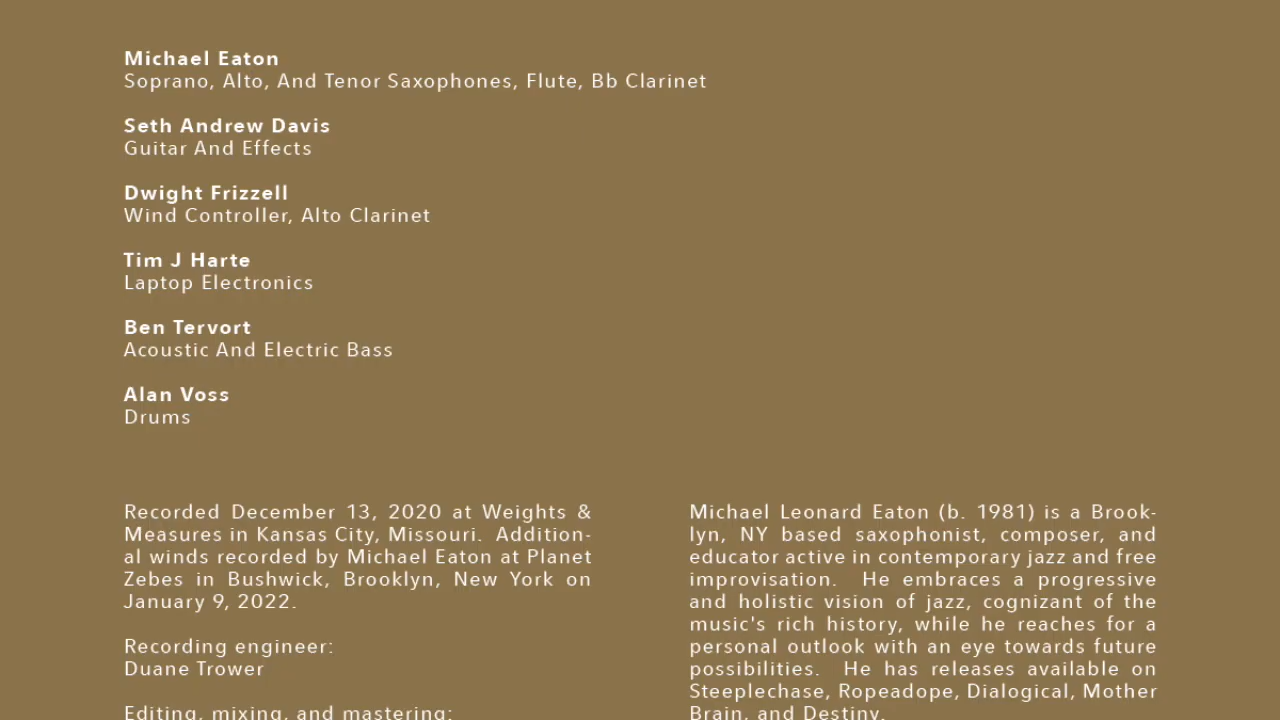 Michael Eaton
Soprano, Alto, And Tenor Saxophones, Flute, Bb Clarinet
Seth Andrew Davis
Guitar And Effects
Dwight Frizzell
Wind Controller, Alto Clarinet
Tim J Harte
Laptop Electronics
Ben Tervort
Acoustic And Electric Bass
Alan Voss
Drums
Recorded December 13, 2020 at Weights &
Measures in Kansas City, Missouri.  Addition-
al winds recorded by Michael Eaton at Planet
Zebes in Bushwick, Brooklyn, New York on
January 9, 2022.
Recording engineer:
Duane Trower
Editing, mixing, and mastering:
Michael Leonard Eaton (b. 1981) is a Brook-
lyn, NY based saxophonist, composer, and
educator active in contemporary jazz and free
improvisation.  He embraces a progressive
and holistic vision of jazz, cognizant of the
music's rich history, while he reaches for a
personal outlook with an eye towards future
possibilities.  He has releases available on
Steeplechase, Ropeadope, Dialogical, Mother
Brain, and Destiny.